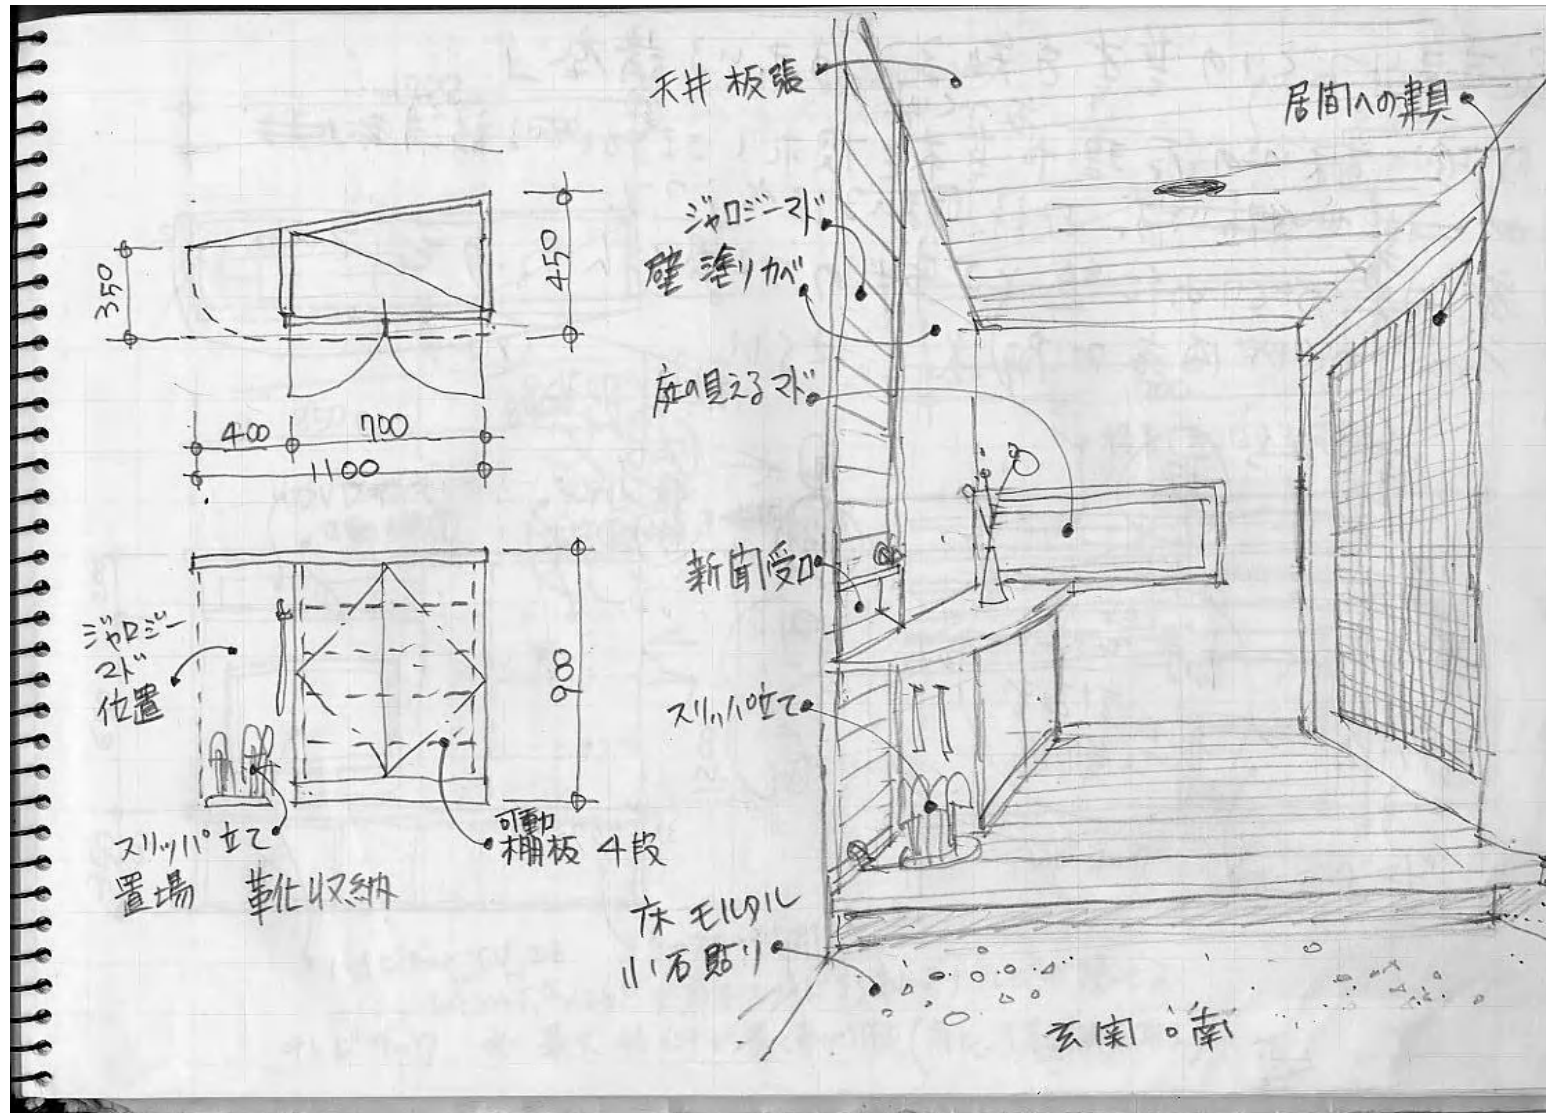 350
450
400
700
1100
ジャロジー
マド
位置
900
スリッパ立て
置場
靴収納
可動
棚板 4段
天井 板張
居間への建具
ジャロジーマド
壁 塗りカベ
庭の見えるマド
新聞受口
スリッパ立て
床 モルタル
小石貼り
玄関・南